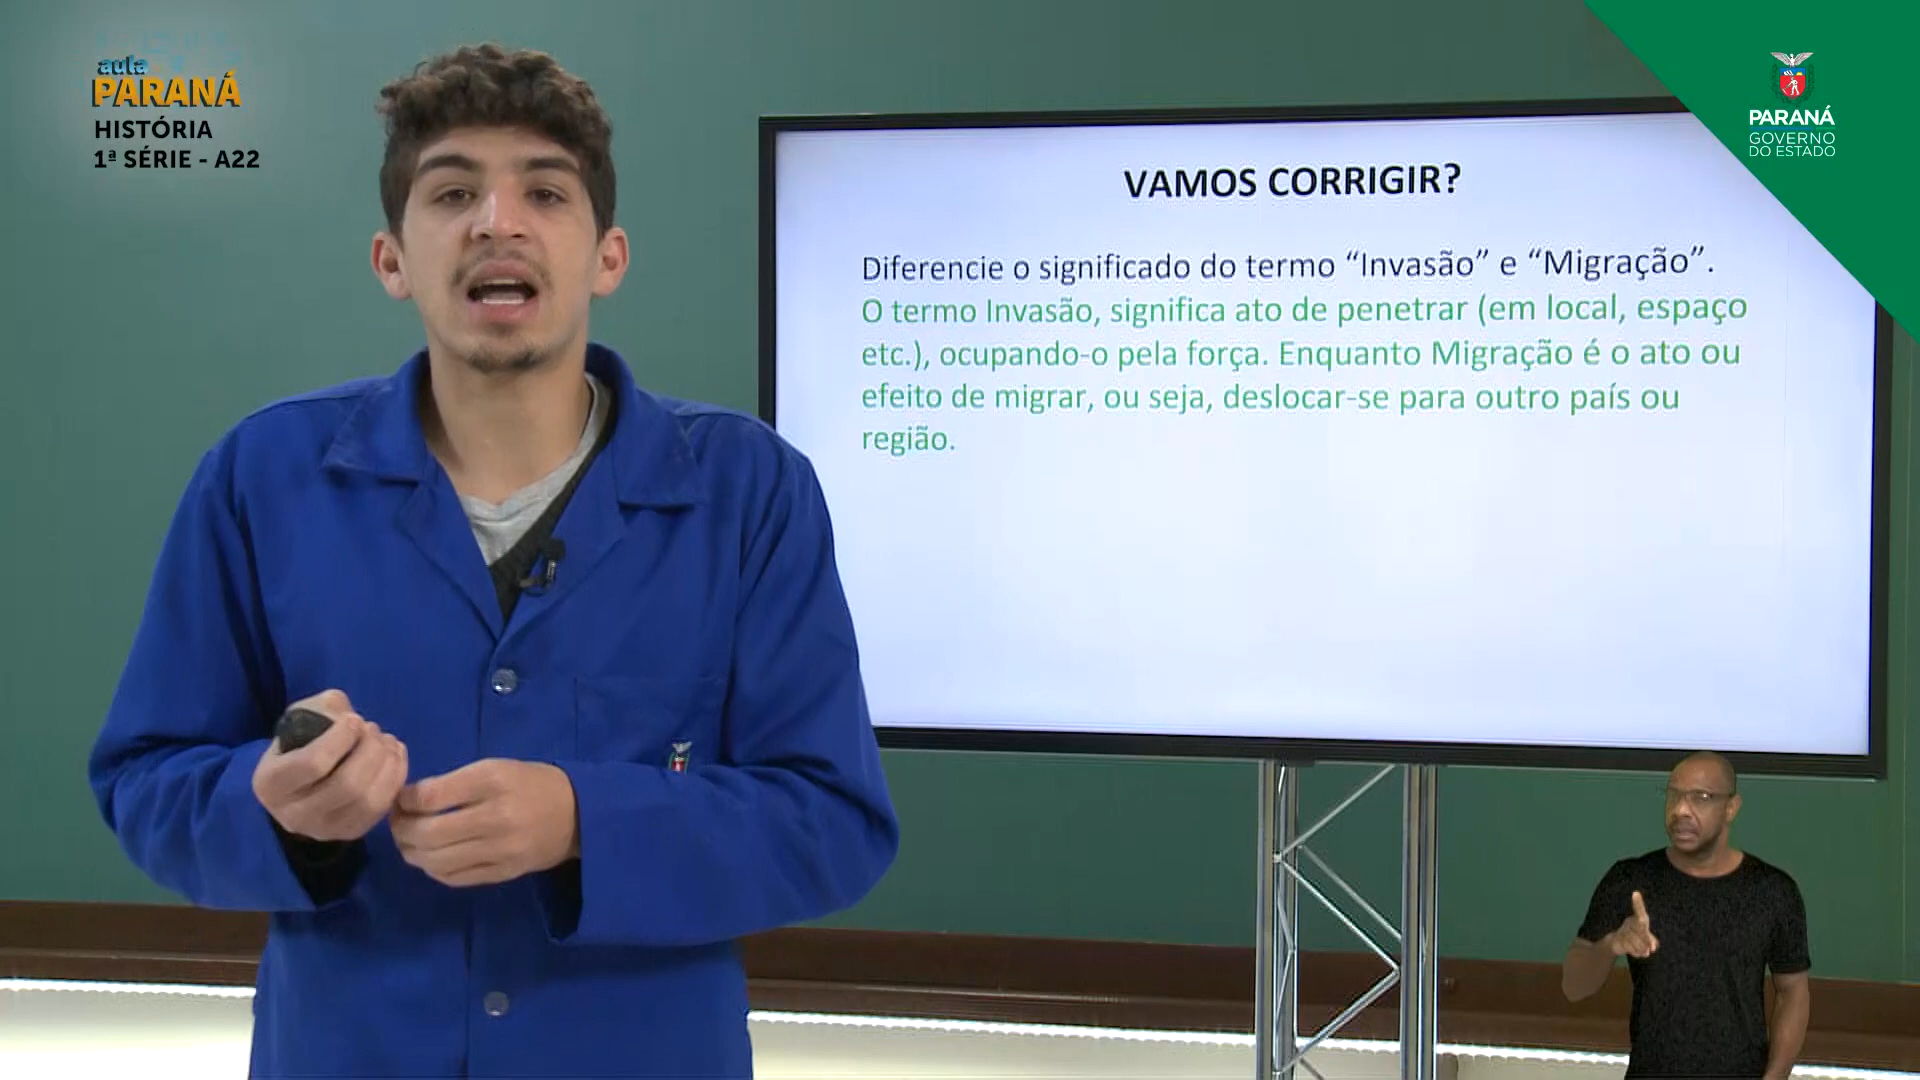 aula
PARANÁ
HISTÓRIA
1ª SÉRIE - A22
PARANÁ
GOVERNO
DO ESTADO
VAMOS CORRIGIR?
Diferencie o significado do termo “Invasão” e “Migração”.
O termo Invasão, significa ato de penetrar (em local, espaço
etc.), ocupando-o pela força. Enquanto Migração é o ato ou
efeito de migrar, ou seja, deslocar-se para outro país ou
região.